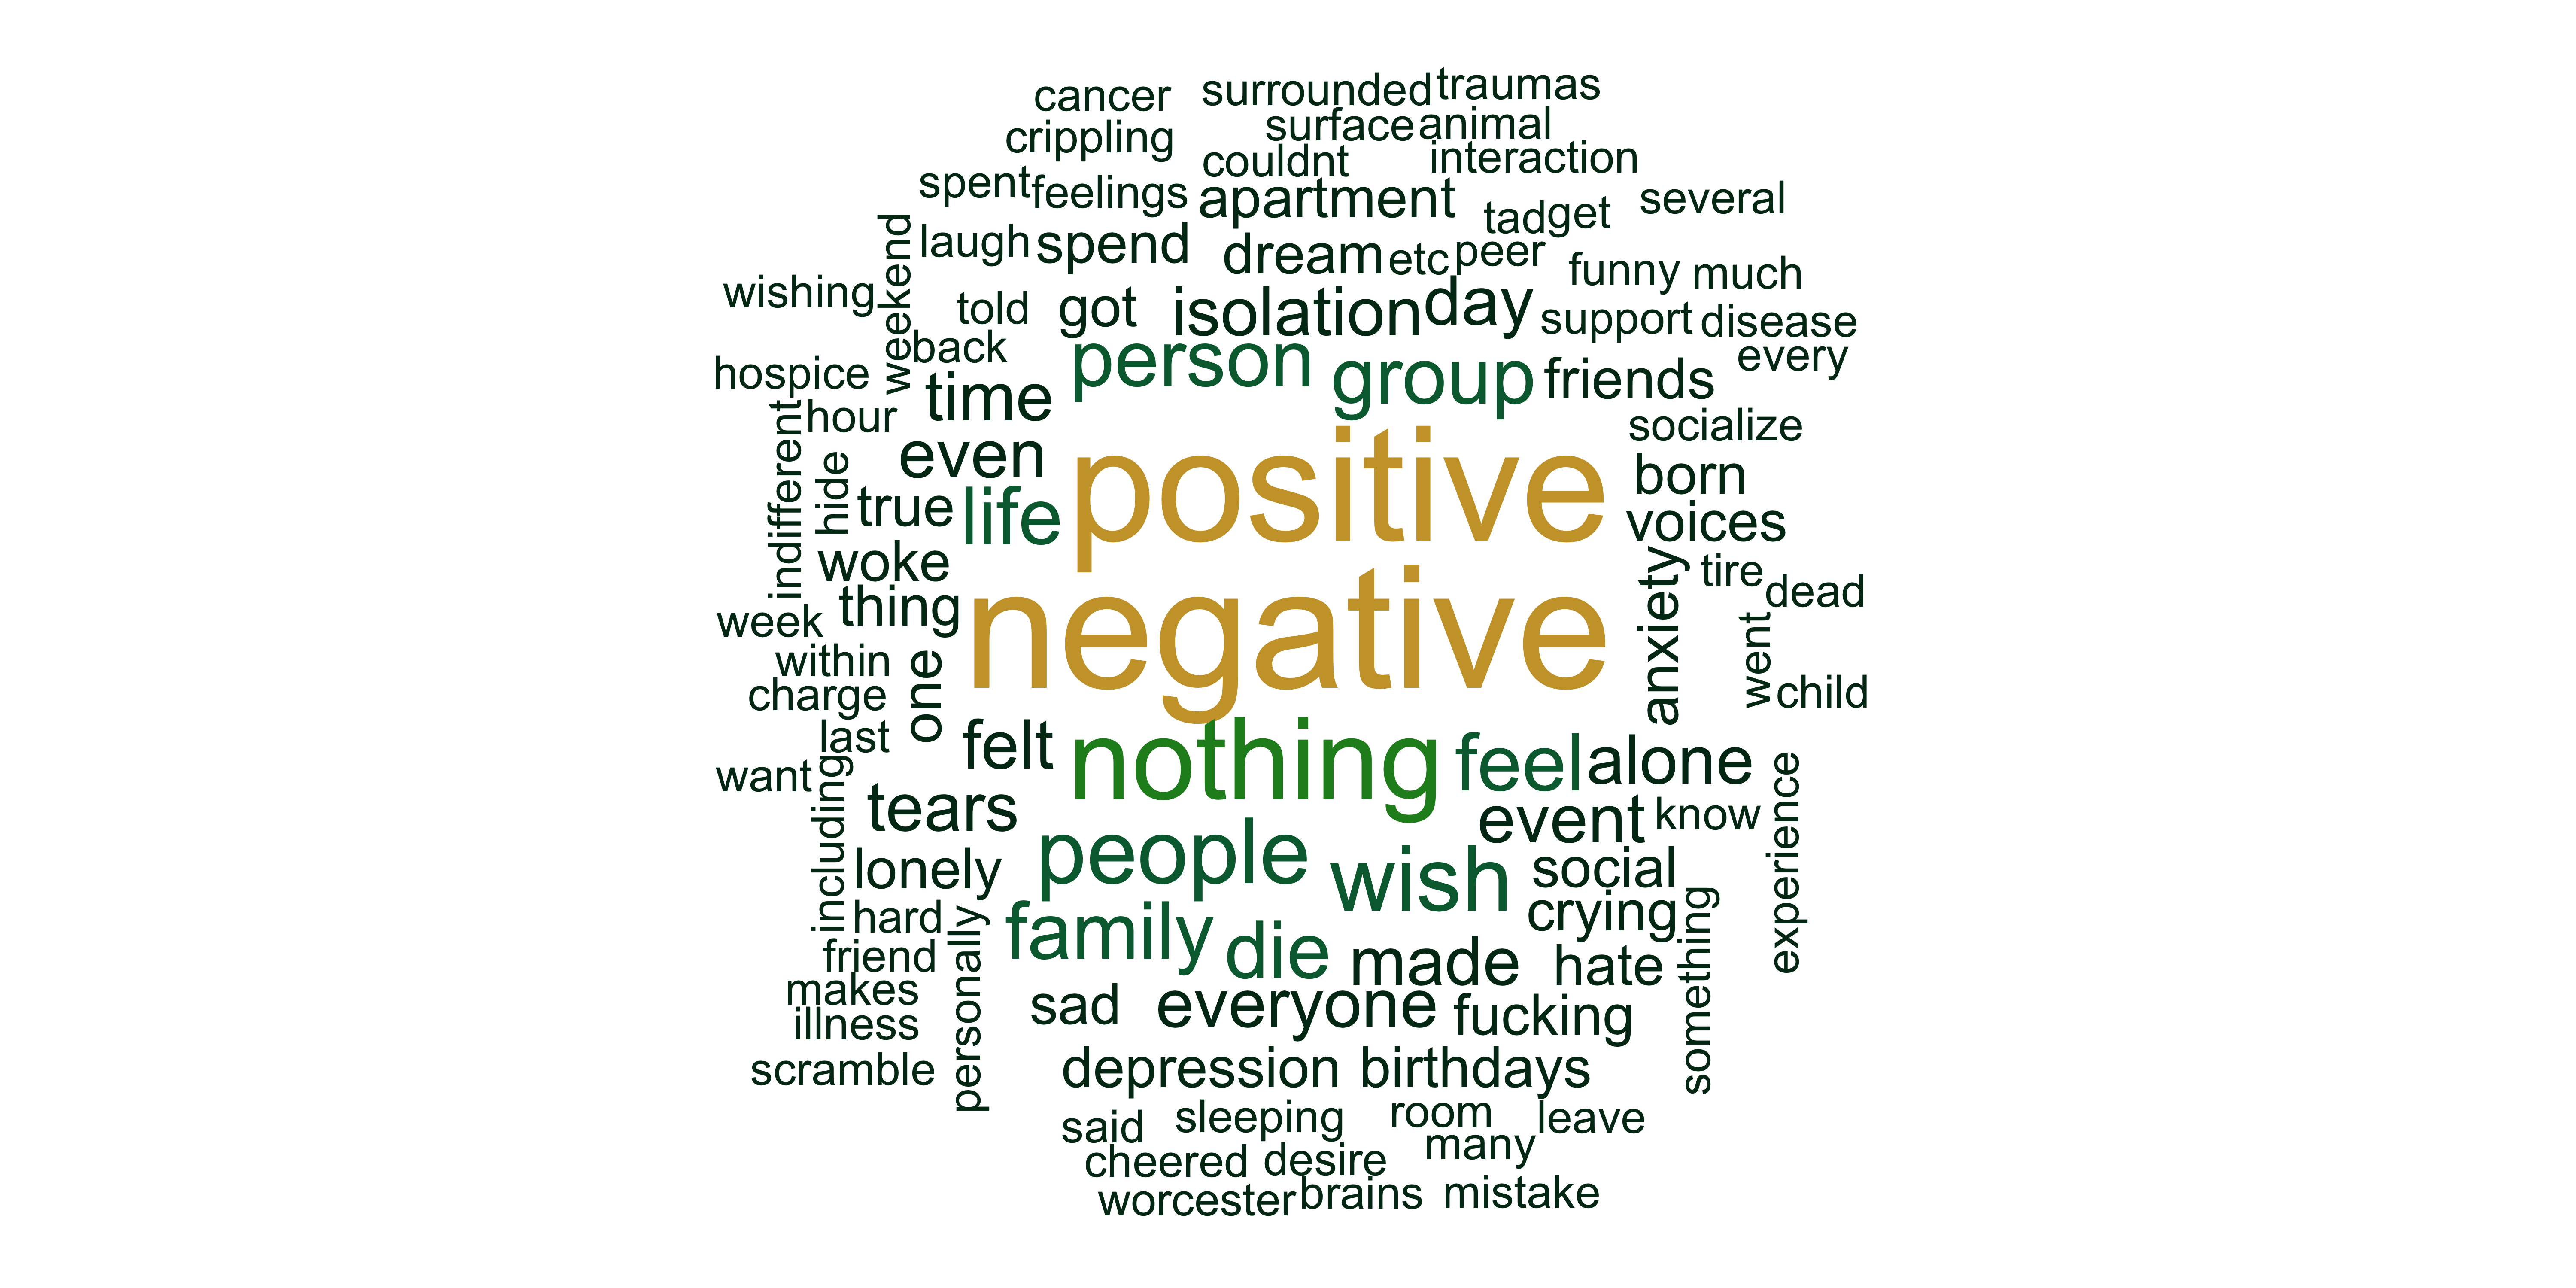 cancer surrounded traumas
crippling surface animal
couldnt interaction
spent feelings apartment tad get several
weekend laugh spend dream etc peer funny much
wishing told got isolation day support disease
back person group friends every
hospice hour time
indifferent hide even positive socialize
true life born
voices
woke anxiety tire dead
week thing negative went child
within one
charge
last felt nothing feel alone experience
want including tears event know
lonely people wish social something
hard personally family die made crying
friend hate
makes sad everyone fucking
illness
scramble depression birthdays
said sleeping room leave
cheered desire many
worcester brains mistake